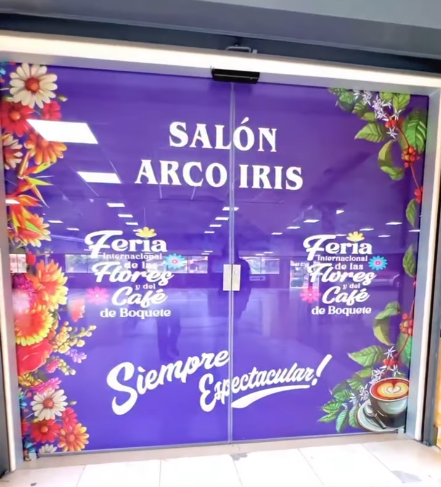 SALÓN
ARCO IRIS
Feria
Internacional
de las
Flores
y del
Café
de Boquete
Feria
Internacional
de las
Flores
y del
Café
de Boquete
Siempre
Espectacular!